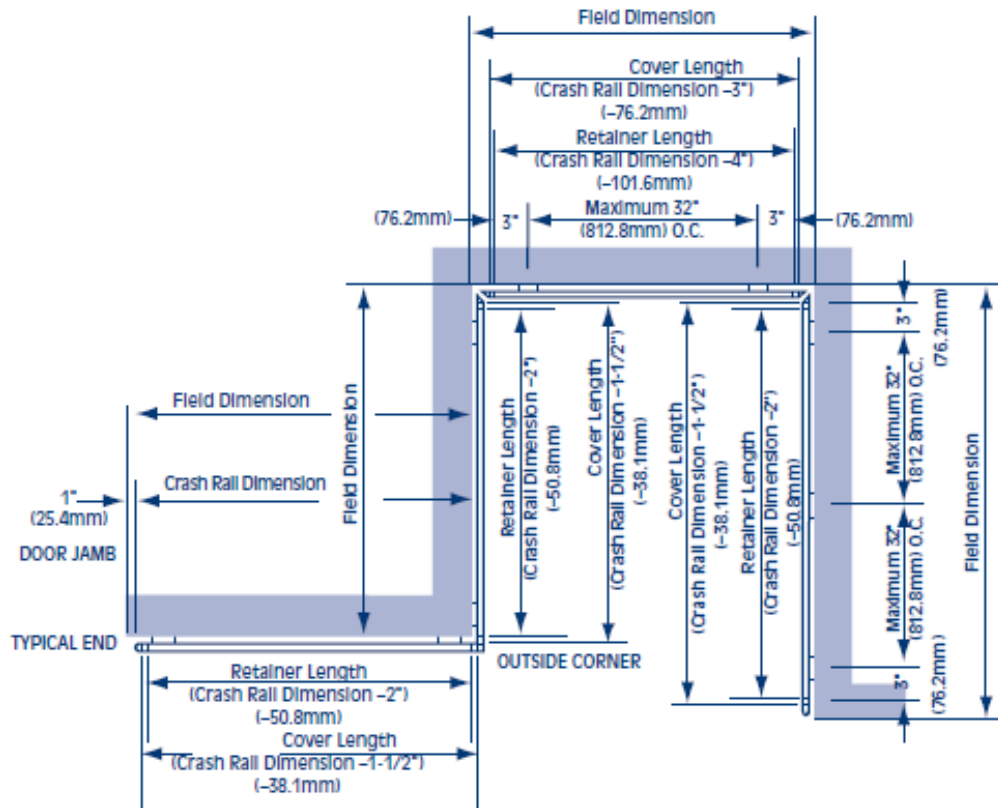 Field Dimension
Cover Length
(Crash Rail Dimension –3")
(–76.2mm)
Retainer Length
(Crash Rail Dimension –4")
(–101.6mm)
(76.2mm)
3"
Maximum 32"
(812.8mm) O.C.
3"
(76.2mm)
Field Dimension
Crash Rail Dimension
1"
(25.4mm)
DOOR JAMB
TYPICAL END
Field Dimension
Retainer Length
(Crash Rail Dimension –2")
(–50.8mm)
Cover Length
(Crash Rail Dimension –1-1/2")
(–38.1mm)
Cover Length
(Crash Rail Dimension –1-1/2"
(–38.1mm)
Retainer Length
(Crash Rail Dimension –2")
(–50.8mm)
3"
(76.2mm)
Maximum 32"
(812.8mm) O.C.
Maximum 32"
(812.8mm) O.C.
3"
(76.2mm)
Field Dimension
OUTSIDE CORNER
Retainer Length
(Crash Rail Dimension –2")
(–50.8mm)
Cover Length
(Crash Rail Dimension –1-1/2")
(–38.1mm)